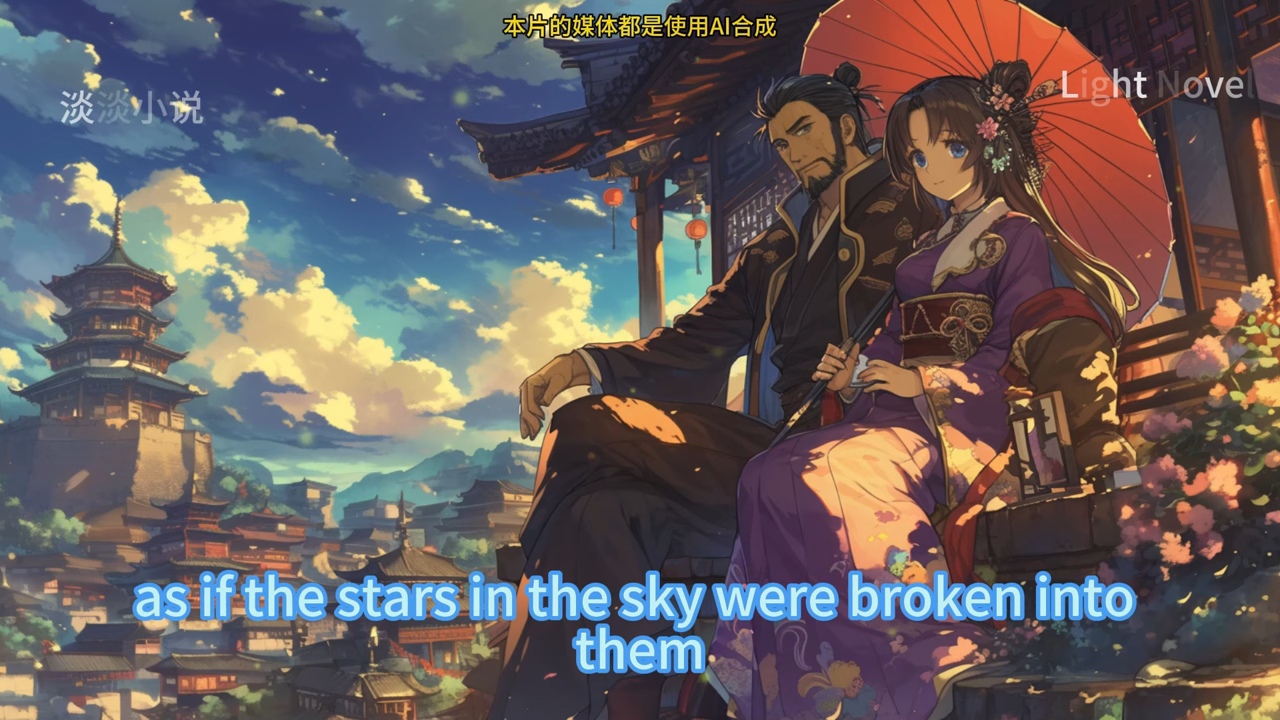 本片的媒体都是使用AI合成
淡淡小说
Light Novel
as if the stars in the sky were broken into
them